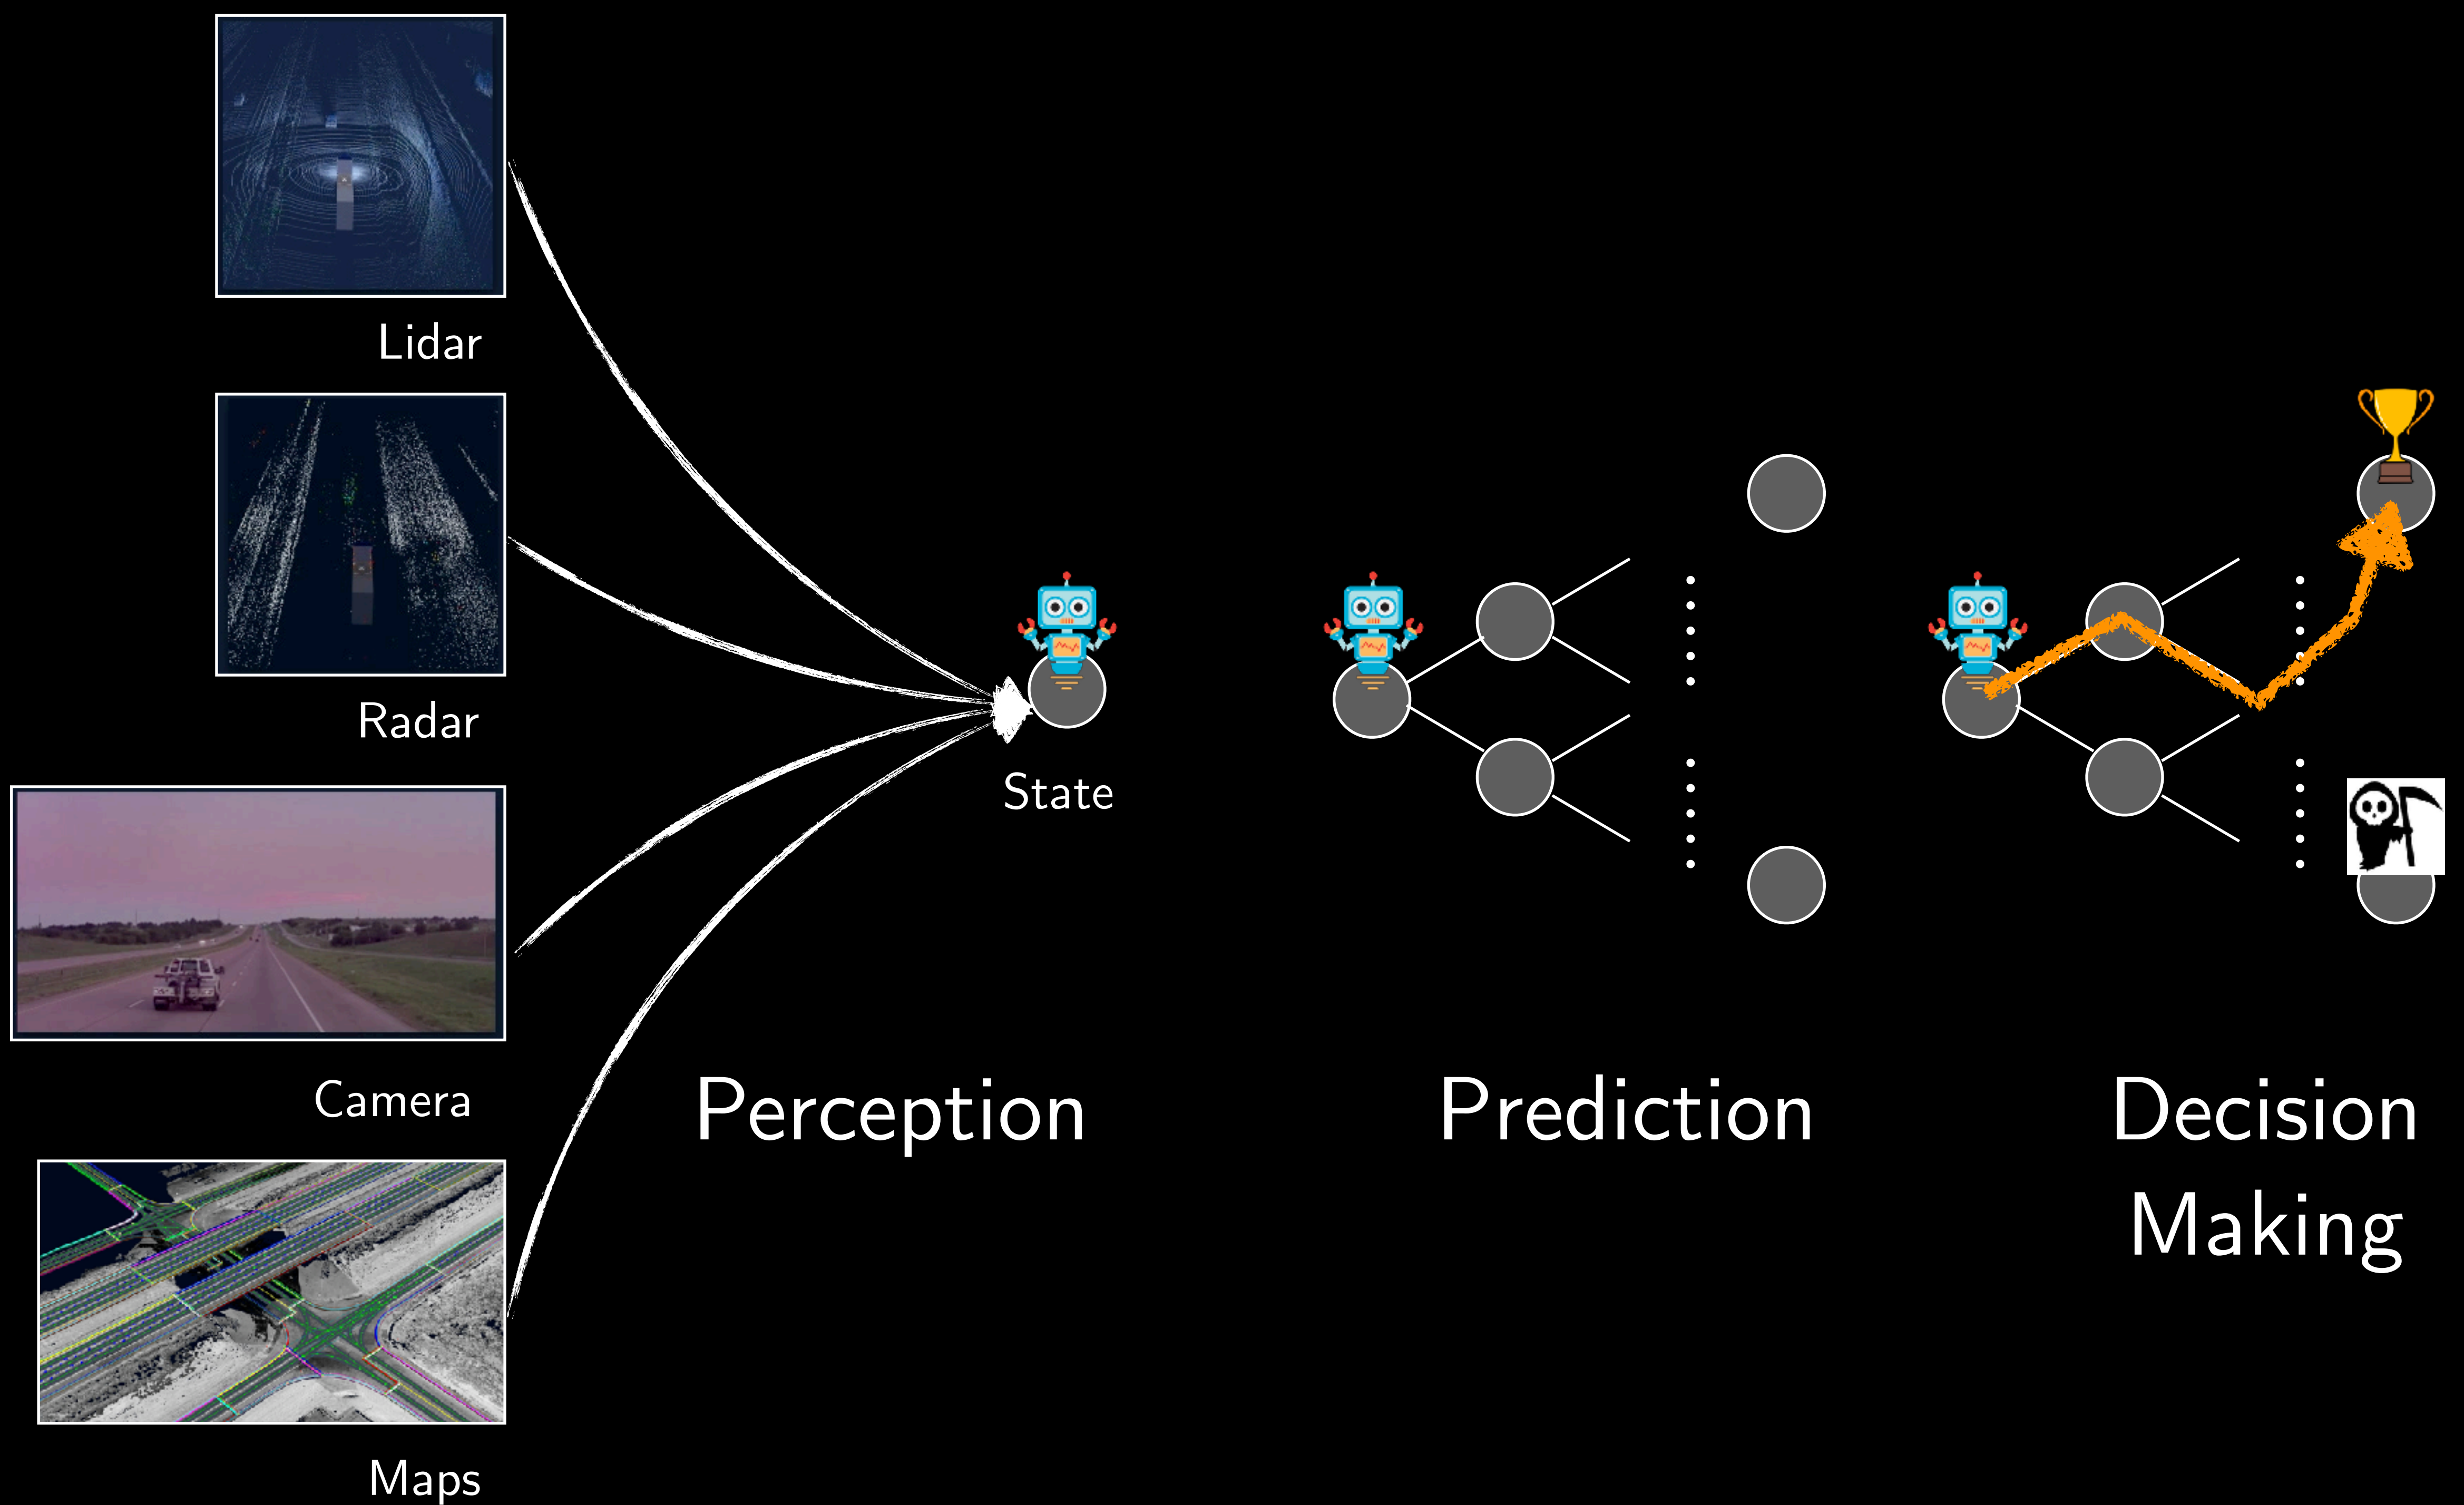 Lidar
Radar
Camera
Maps
State
Perception
Prediction
Decision
Making